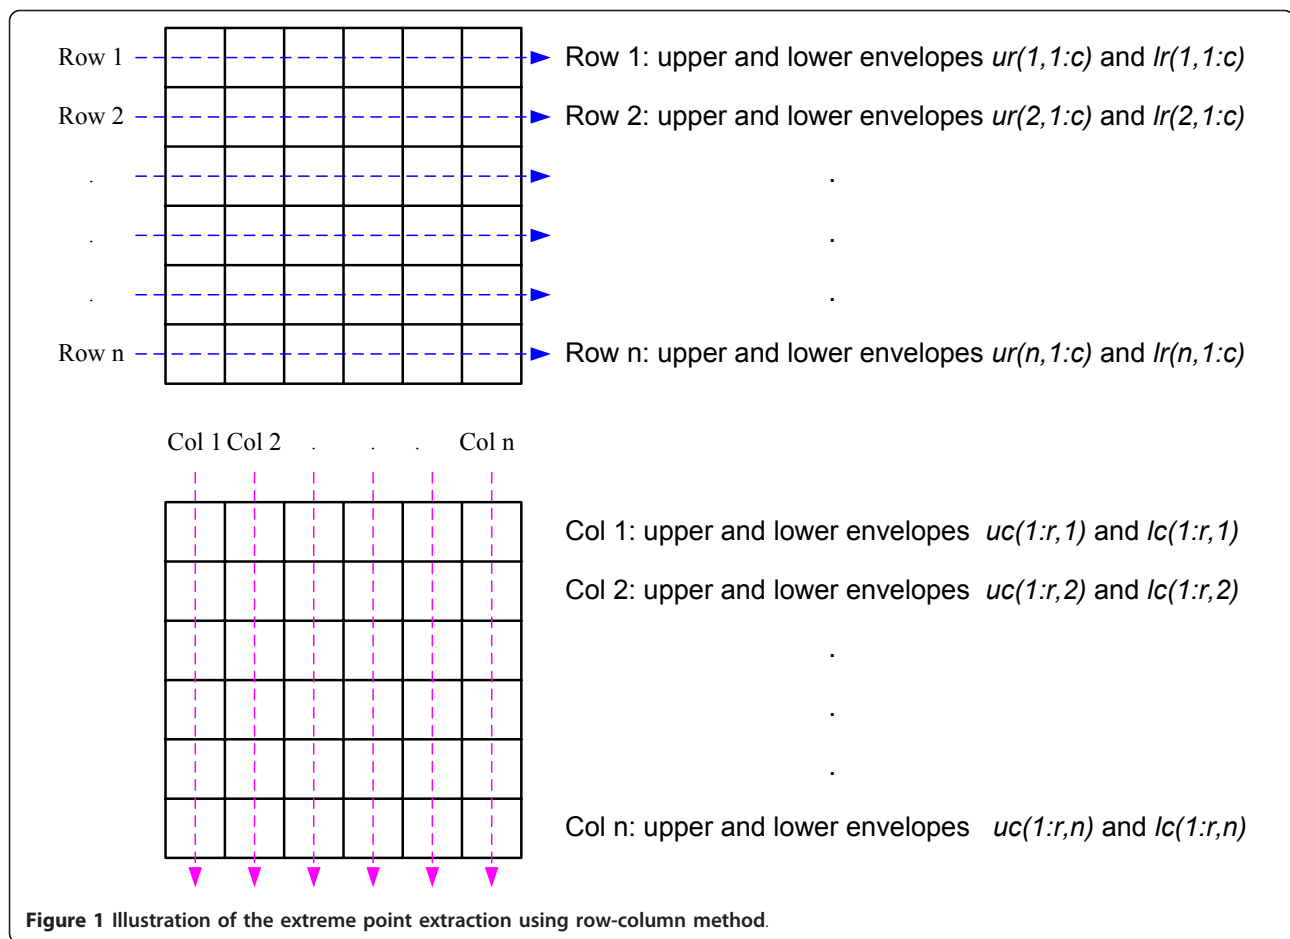 Row 1 Row 1: upper and lower envelopes ur(1,1:c) and lr(1,1:c)
Row 2 Row 2: upper and lower envelopes ur(2,1:c) and lr(2,1:c)
. .
. .
. .
Row n Row n: upper and lower envelopes ur(n,1:c) and lr(n,1:c)
Col 1 Col 2 . . . Col n
Col 1: upper and lower envelopes uc(1:r,1) and lc(1:r,1)
Col 2: upper and lower envelopes uc(1:r,2) and lc(1:r,2)
.
.
.
Col n: upper and lower envelopes uc(1:r,n) and lc(1:r,n)
Figure 1 Illustration of the extreme point extraction using row-column method.